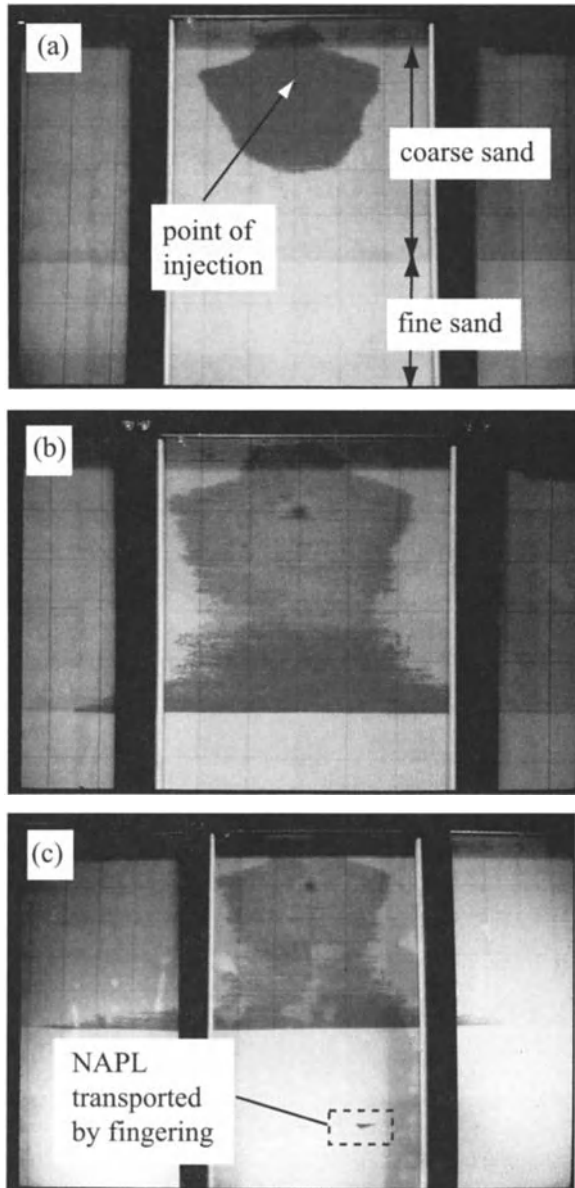 (a)
coarse sand
point of
injection
fine sand
(b)
(c)
NAPL
transported
by fingering